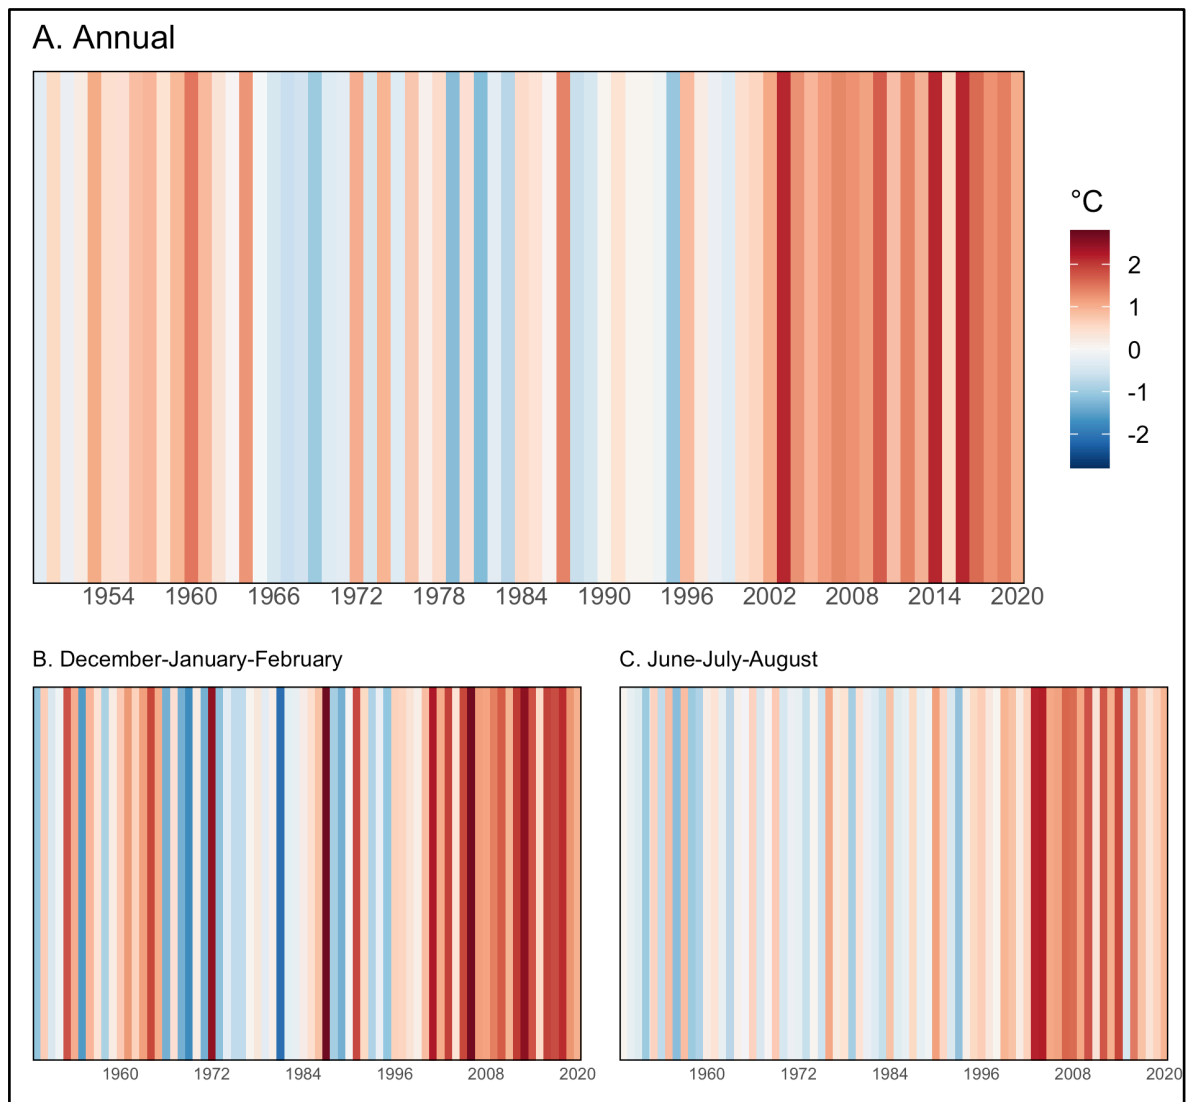 A. Annual
°C
2
1
0
-1
-2
1954 1960 1966 1972 1978 1984 1990 1996 2002 2008 2014 2020
B. December-January-February
C. June-July-August
1960 1972 1984 1996 2008 2020
1960 1972 1984 1996 2008 2020